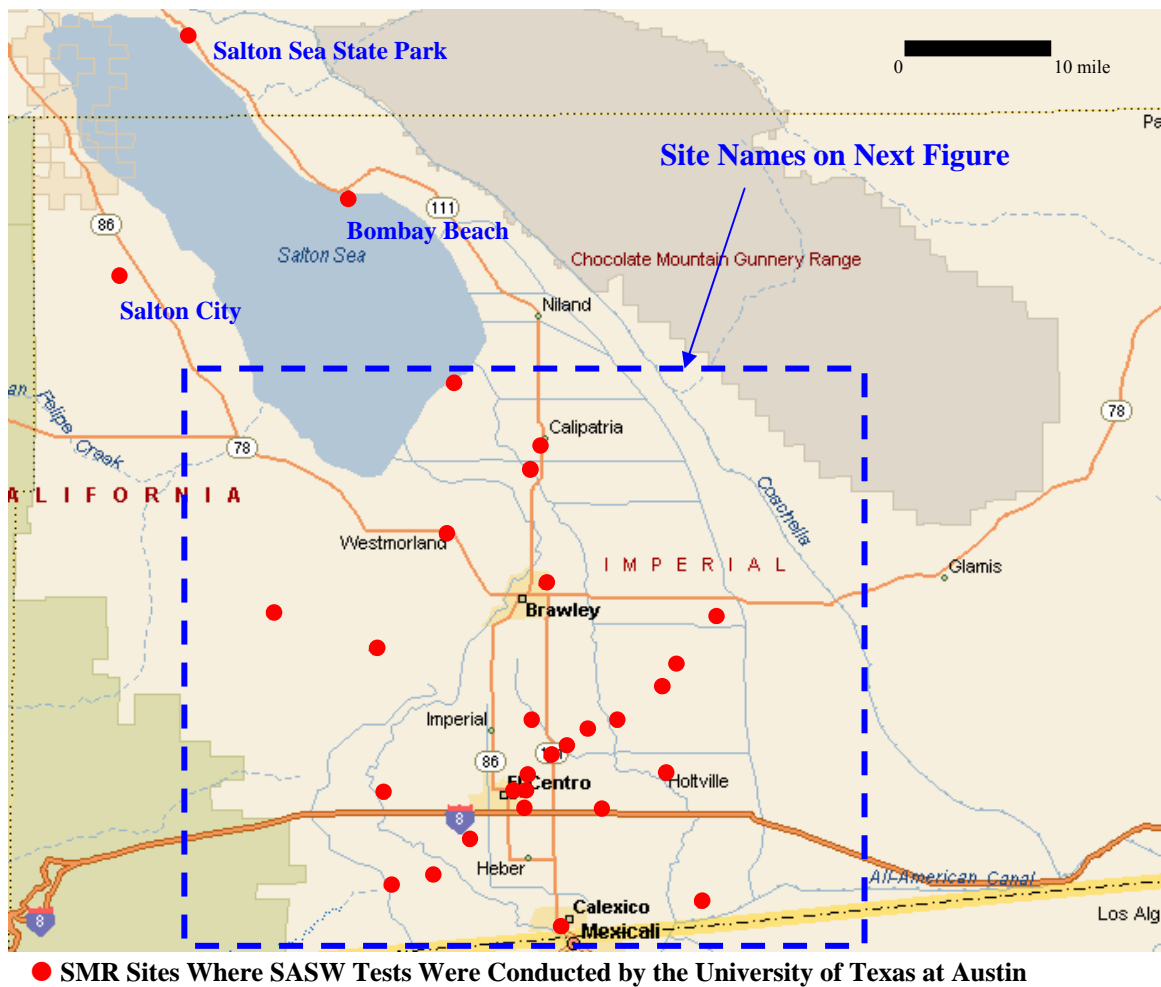 Salton Sea State Park
0
10 mile
Pa
Site Names on Next Figure
86
111
Bombay Beach
Salton Sea
Chocolate Mountain Gunnery Range
Salton City
Niland
an
Felipe Creek
78
Calipatria
78
Coachella
ALIFORNIA
Westmorland
IMPERIAL
Glamis
Brawley
Imperial
86
El Centro
Holtville
8
Heber
All-American Canal
8
Calexico
Los Alg
Mexicali
SMR Sites Where SASW Tests Were Conducted by the University of Texas at Austin